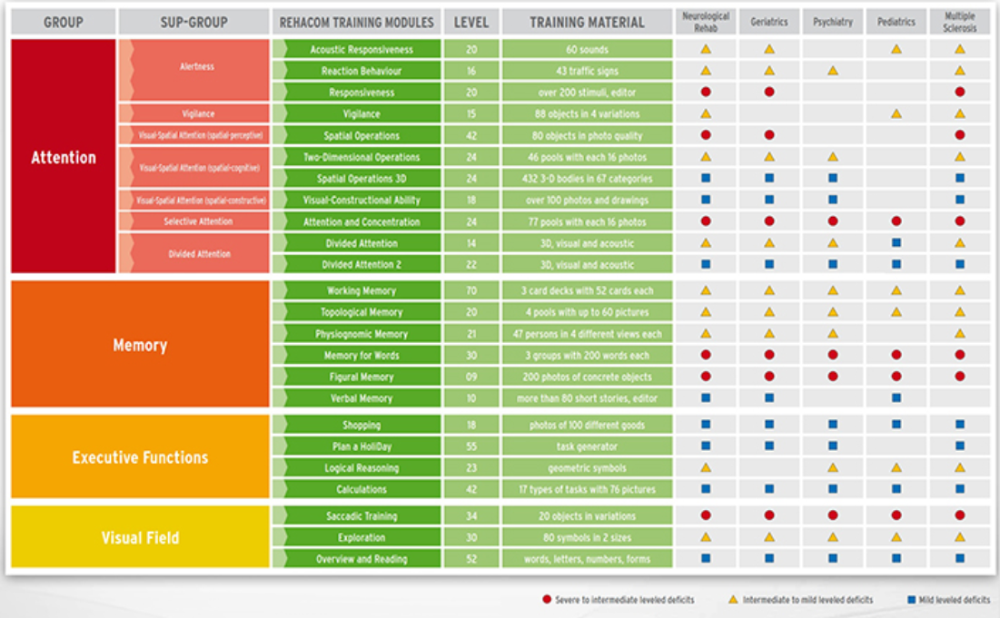 GROUP SUP-GROUP REHACOM TRAINING MODULES LEVEL TRAINING MATERIAL Neurological Rehab Geriatrics Psychiatry Pediatrics Multiple Sclerosis
Attention
Alertness
Acoustic Responsiveness 20 60 sounds
Reaction Behaviour 16 43 traffic signs
Responsiveness 20 over 200 stimuli, editor
Vigilance Vigilance 15 88 objects in 4 variations
Visual-Spatial Attention (spatial-perceptive) Spatial Operations 42 80 objects in photo quality
Visual-Spatial Attention (spatial-cognitive)
Two-Dimensional Operations 24 46 pools with each 16 photos
Spatial Operations 3D 24 432 3-D bodies in 67 categories
Visual-Spatial Attention (spatial-constructive) Visual-Constructional Ability 18 over 100 photos and drawings
Selective Attention Attention and Concentration 24 77 pools with each 16 photos
Divided Attention
Divided Attention 14 3D, visual and acoustic
Divided Attention 2 22 3D, visual and acoustic
Memory
Working Memory 70 3 card decks with 52 cards each
Topological Memory 20 4 pools with up to 60 pictures
Physiognomic Memory 21 47 persons in 4 different views each
Memory for Words 30 3 groups with 200 words each
Figural Memory 09 200 photos of concrete objects
Verbal Memory 10 more than 80 short stories, editor
Executive Functions
Shopping 18 photos of 100 different goods
Plan a HoliDay 55 task generator
Logical Reasoning 23 geometric symbols
Calculations 42 17 types of tasks with 76 pictures
Visual Field
Saccadic Training 34 20 objects in variations
Exploration 30 80 symbols in 2 sizes
Overview and Reading 52 words, letters, numbers, forms
Severe to intermediate leveled deficits Intermediate to mild leveled deficits Mild leveled deficits